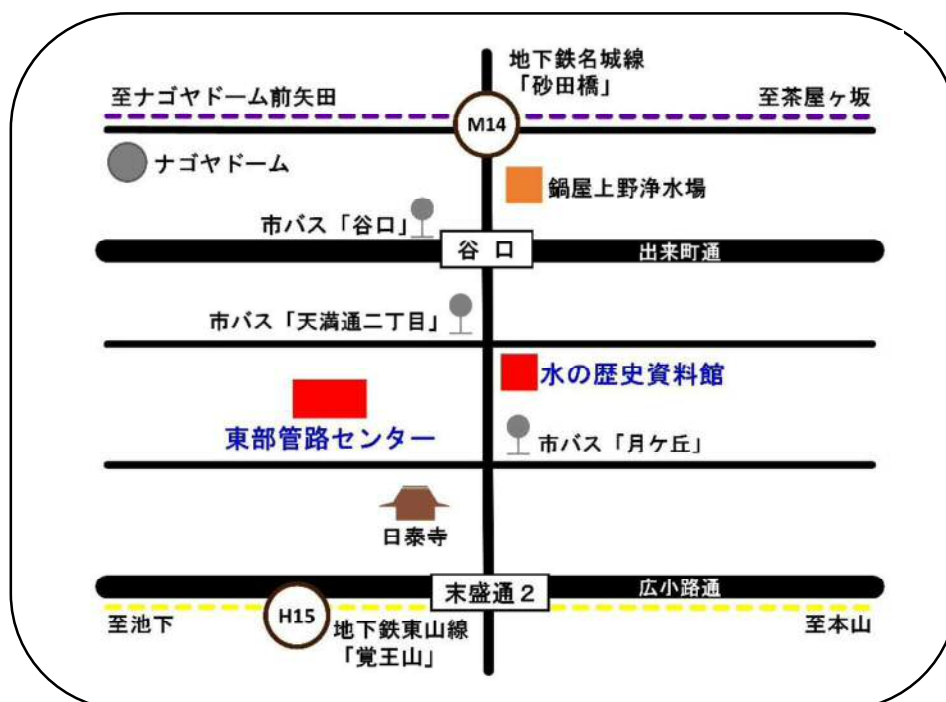 地下鉄名城線
「砂田橋」
至ナゴヤドーム前矢田
至茶屋ヶ坂
M14
ナゴヤドーム
鍋屋上野浄水場
市バス「谷口」
谷 口
出来町通
市バス「天満通二丁目」
水の歴史資料館
東部管路センター
市バス「月ケ丘」
日泰寺
末盛通2
広小路通
至池下
H15
地下鉄東山線
「覚王山」
至本山